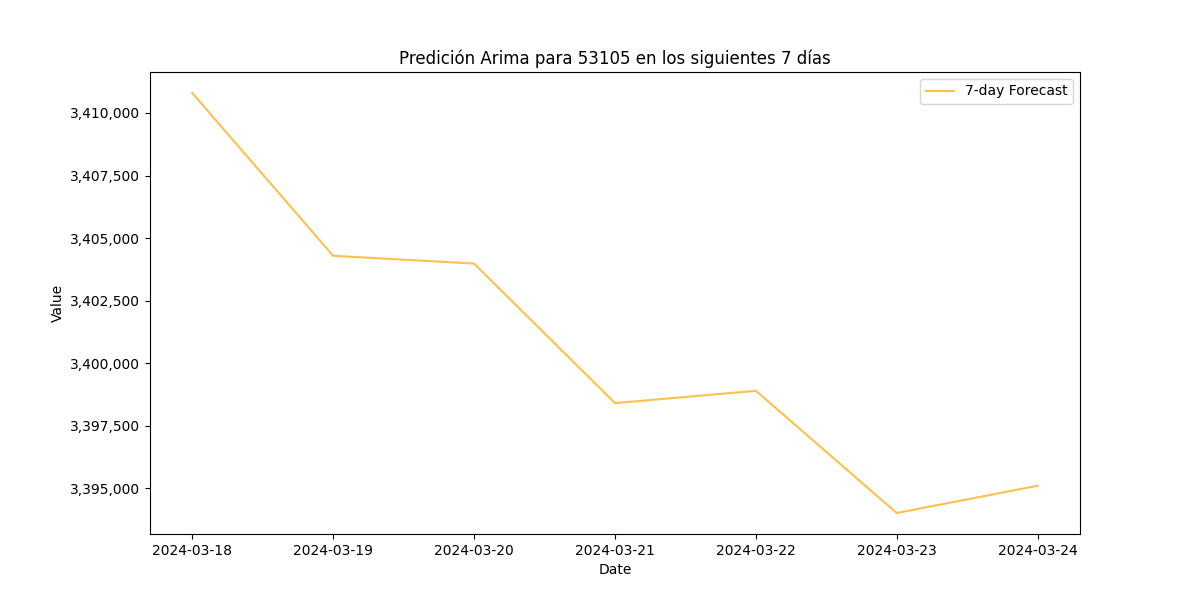 Predición Arima para 53105 en los siguientes 7 días
7-day Forecast
3,410,000
3,407,500
3,405,000
3,402,500
3,400,000
3,397,500
3,395,000
Value
2024-03-18 2024-03-19 2024-03-20 2024-03-21 2024-03-22 2024-03-23 2024-03-24
Date